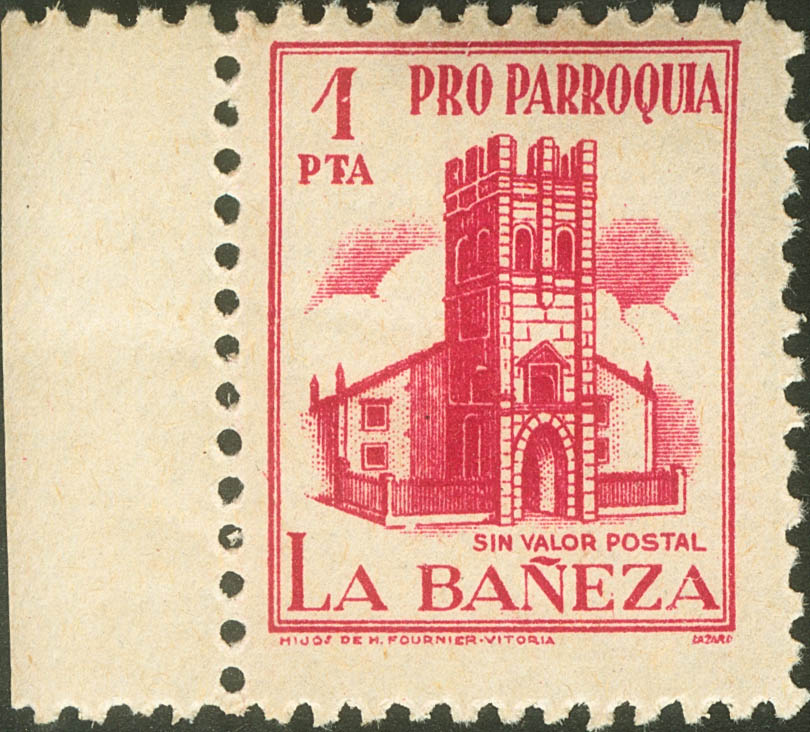 1
PTA
PRO PARROQUIA
SIN VALOR POSTAL
LA BAÑEZA
HIJOS DE H. FOURNIER-VITORIA
LAZARO